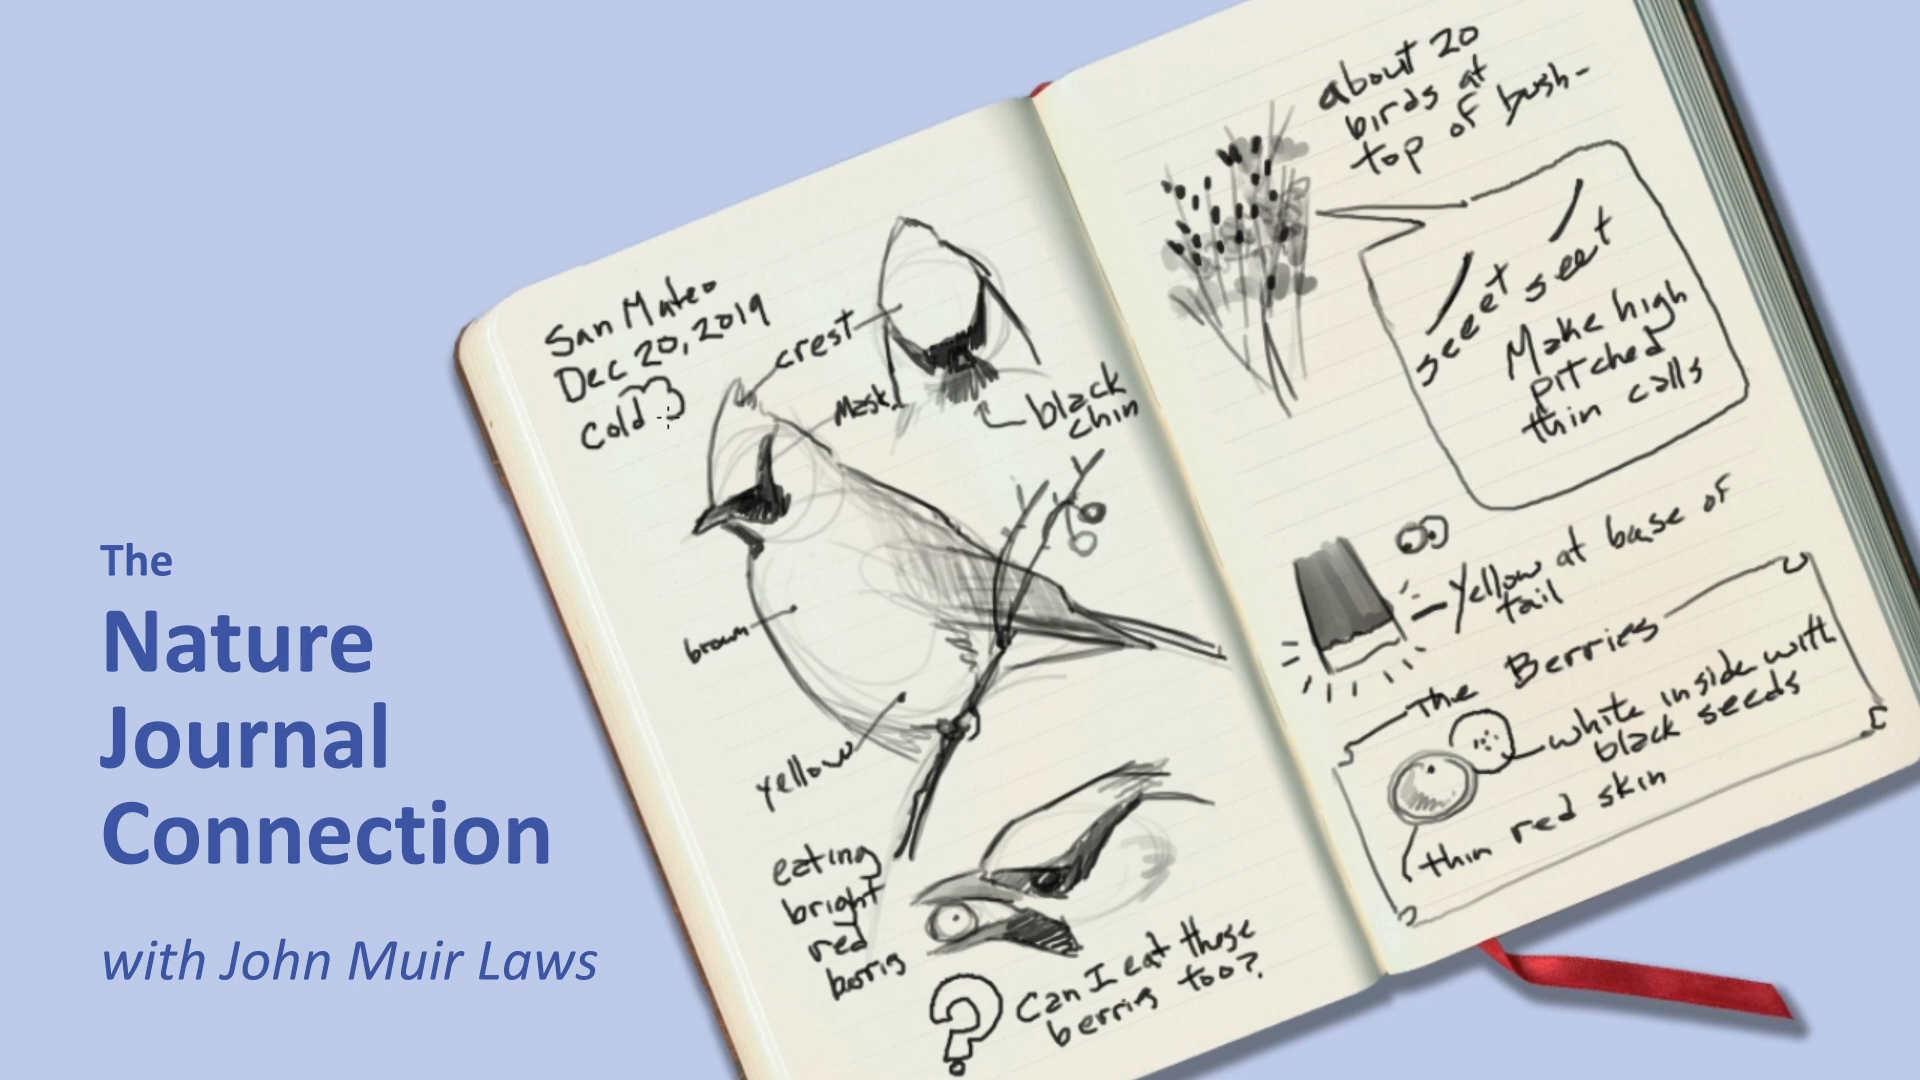 The
Nature
Journal
Connection
with John Muir Laws
San Mateo
Dec 20, 2019
Cold
crest
Mask
black
chin
brown
yellow
eating
bright
red
berris
Can I eat these
berries too?
about 20
birds at
top of bush-
seeet seet
Make high
pitched
thin calls
Yellow at base of
tail
The Berries
white inside with
black seeds
thin red skin